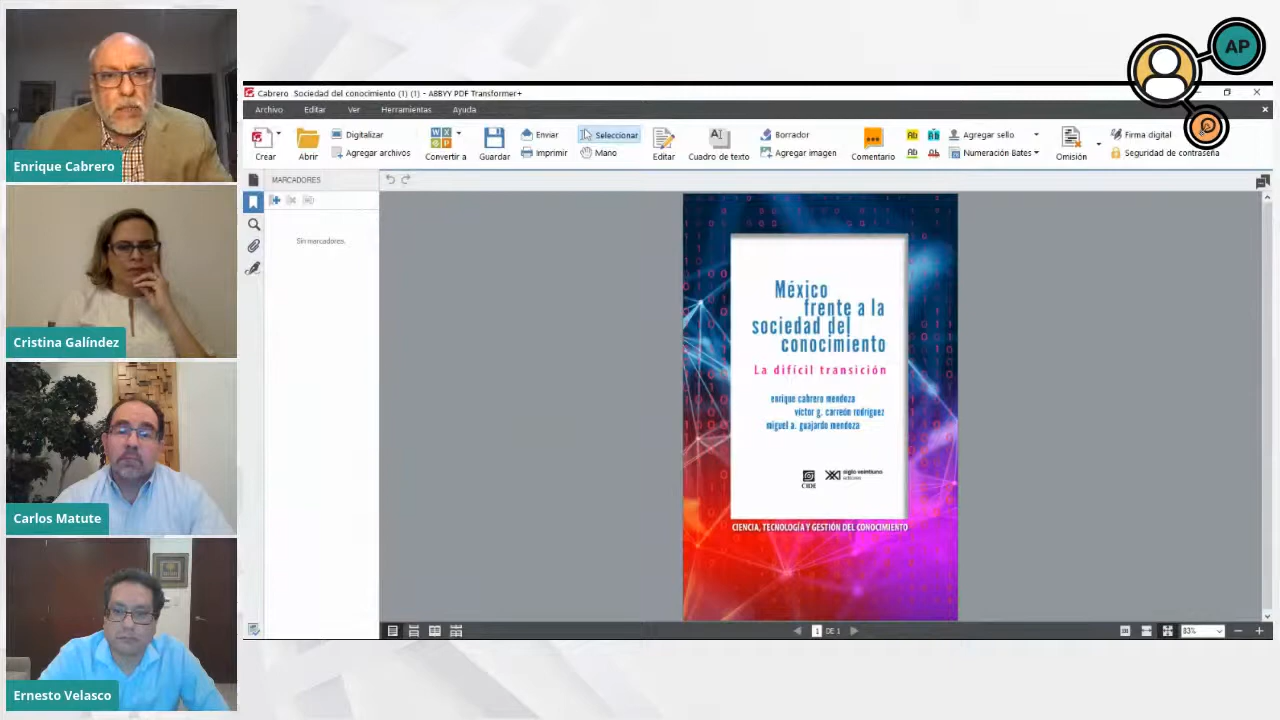 Enrique Cabrero
Cristina Galíndez
Carlos Matute
Ernesto Velasco
AP
Cabrero Sociedad del conocimiento (1) (1) - ABBYY PDF Transformer+
Archivo Editar Ver Herramientas Ayuda
Crear
Abrir
Digitalizar
Agregar archivos
Convertir a
Guardar
Enviar
Imprimir
Seleccionar
Mano
Editar
Cuadro de texto
Borrador
Agregar imagen
Comentario
Agregar sello
Numeración Bates
Omisión
Firma digital
Seguridad de contraseña
MARCADORES
Sin marcadores.
México
frente a la
sociedad del
conocimiento
La difícil transición
enrique cabrero mendoza
víctor g. carreón rodríguez
miguel a. guajardo mendoza
CIDE
siglo veintiuno
editores
CIENCIA, TECNOLOGÍA Y GESTIÓN DEL CONOCIMIENTO
1 DE 1
83%